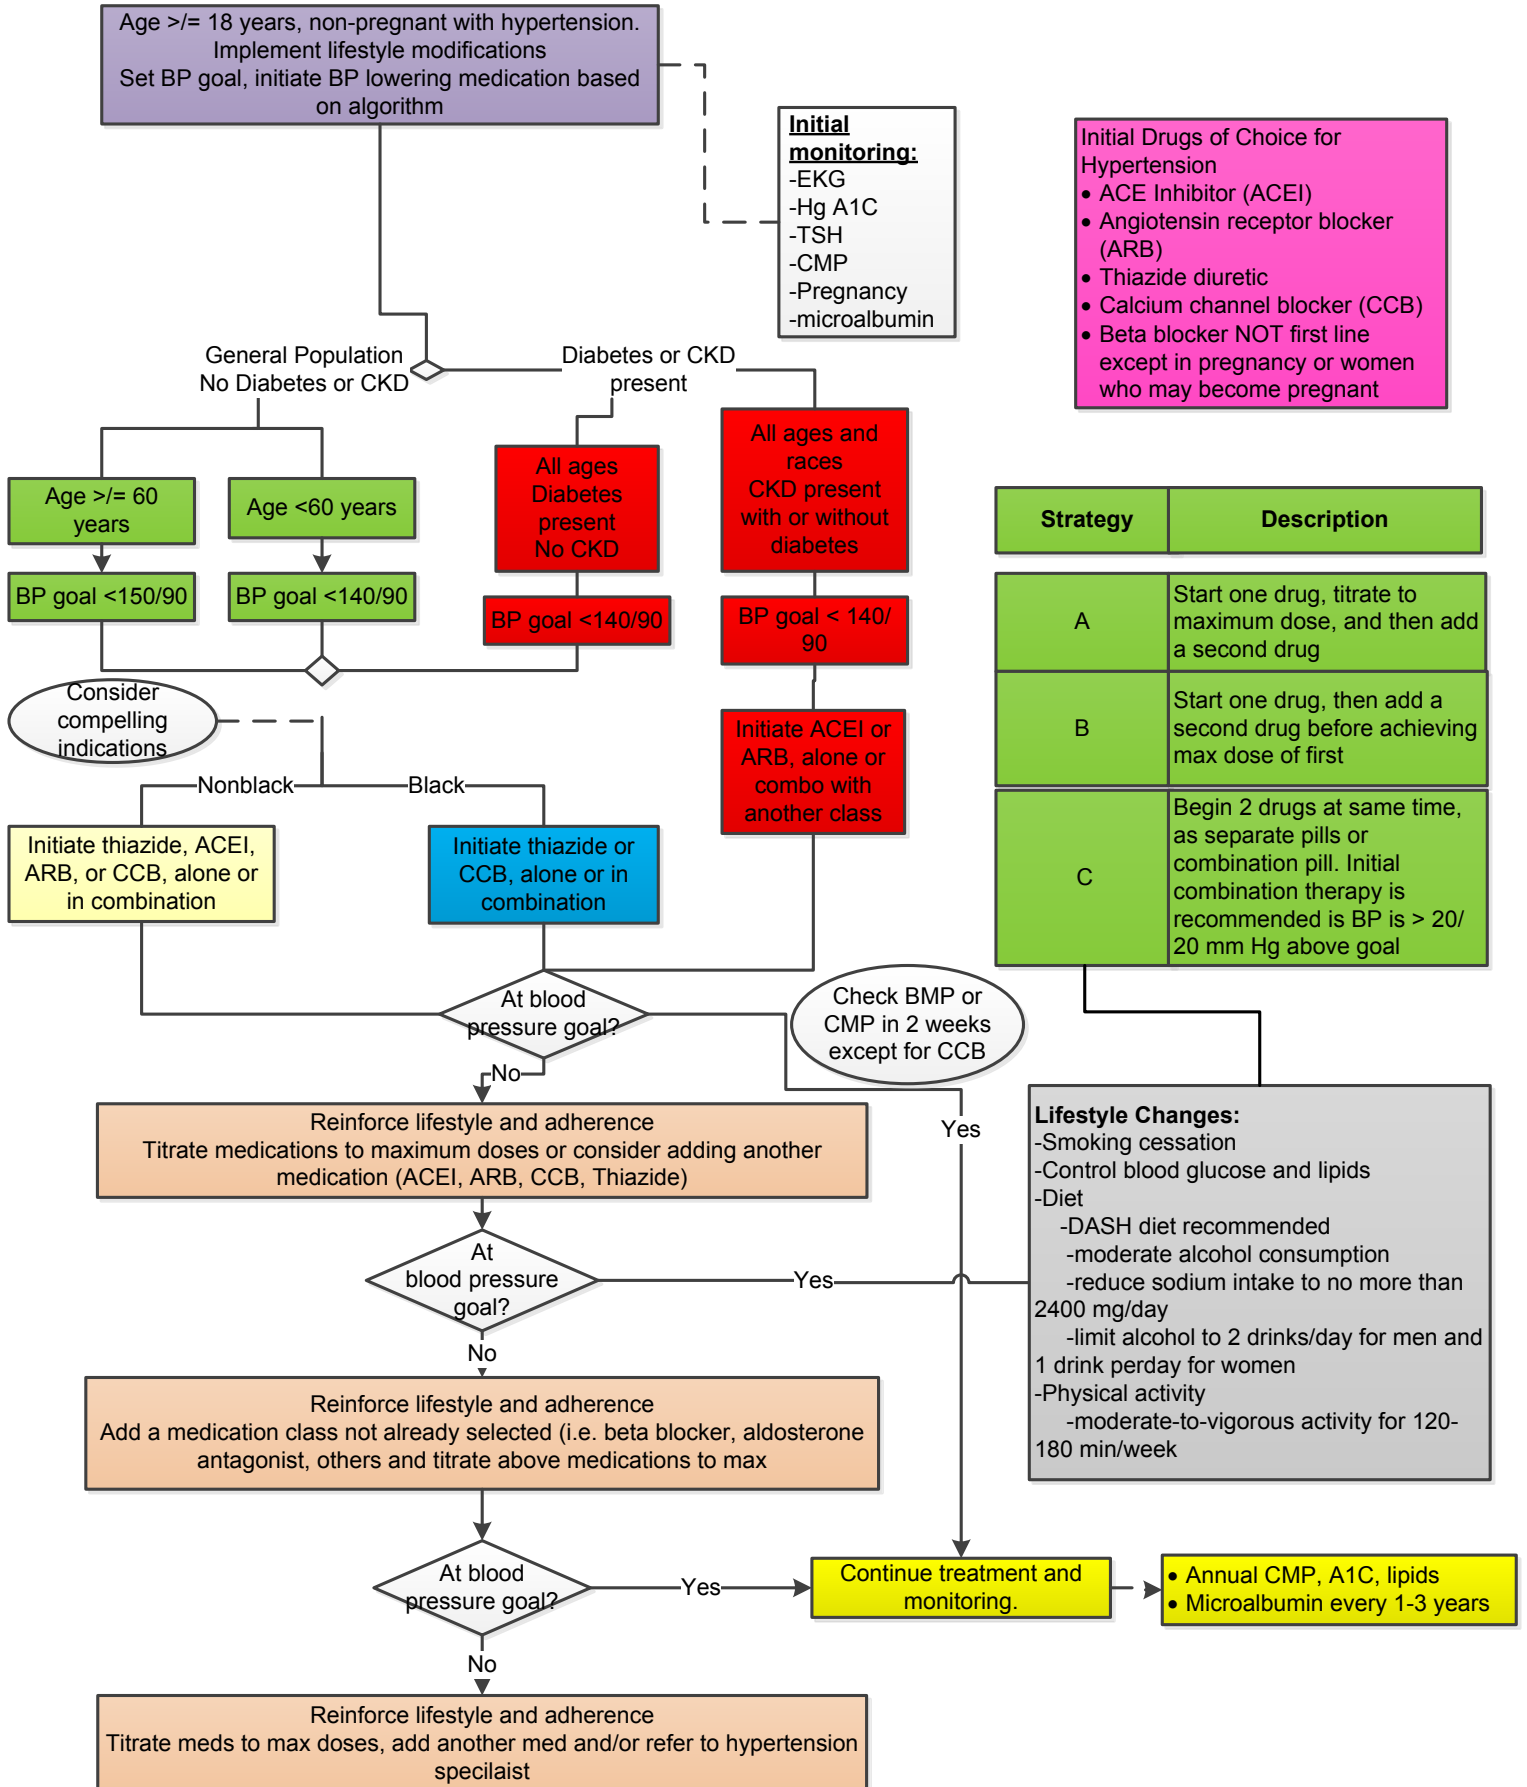 Age >/= 18 years, non-pregnant with hypertension.
Implement lifestyle modifications
Set BP goal, initiate BP lowering medication based
on algorithm
Initial
monitoring:
-EKG
-Hg A1C
-TSH
-CMP
-Pregnancy
-microalbumin
Initial Drugs of Choice for
Hypertension
• ACE Inhibitor (ACEI)
• Angiotensin receptor blocker
(ARB)
• Thiazide diuretic
• Calcium channel blocker (CCB)
• Beta blocker NOT first line
except in pregnancy or women
who may become pregnant
General Population
No Diabetes or CKD
Diabetes or CKD
present
Age >/= 60
years
Age <60 years
All ages
Diabetes
present
No CKD
All ages and
races
CKD present
with or without
diabetes
BP goal <150/90
BP goal <140/90
BP goal <140/90
BP goal < 140/
90
Strategy
Description
A
Start one drug, titrate to
maximum dose, and then add
a second drug
B
Start one drug, then add a
second drug before achieving
max dose of first
C
Begin 2 drugs at same time,
as separate pills or
combination pill. Initial
combination therapy is
recommended is BP is > 20/
20 mm Hg above goal
Consider
compelling
indications
Initiate ACEI or
ARB, alone or
combo with
another class
Nonblack
Black
Initiate thiazide, ACEI,
ARB, or CCB, alone or
in combination
Initiate thiazide or
CCB, alone or in
combination
At blood
pressure goal?
Check BMP or
CMP in 2 weeks
except for CCB
No
Yes
Reinforce lifestyle and adherence
Titrate medications to maximum doses or consider adding another
medication (ACEI, ARB, CCB, Thiazide)
Lifestyle Changes:
-Smoking cessation
-Control blood glucose and lipids
-Diet
-DASH diet recommended
-moderate alcohol consumption
-reduce sodium intake to no more than
2400 mg/day
-limit alcohol to 2 drinks/day for men and
1 drink perday for women
-Physical activity
-moderate-to-vigorous activity for 120-
180 min/week
At
blood pressure
goal?
Yes
No
Reinforce lifestyle and adherence
Add a medication class not already selected (i.e. beta blocker, aldosterone
antagonist, others and titrate above medications to max
At blood
pressure goal?
Yes
Continue treatment and
monitoring.
• Annual CMP, A1C, lipids
• Microalbumin every 1-3 years
No
Reinforce lifestyle and adherence
Titrate meds to max doses, add another med and/or refer to hypertension
specilaist